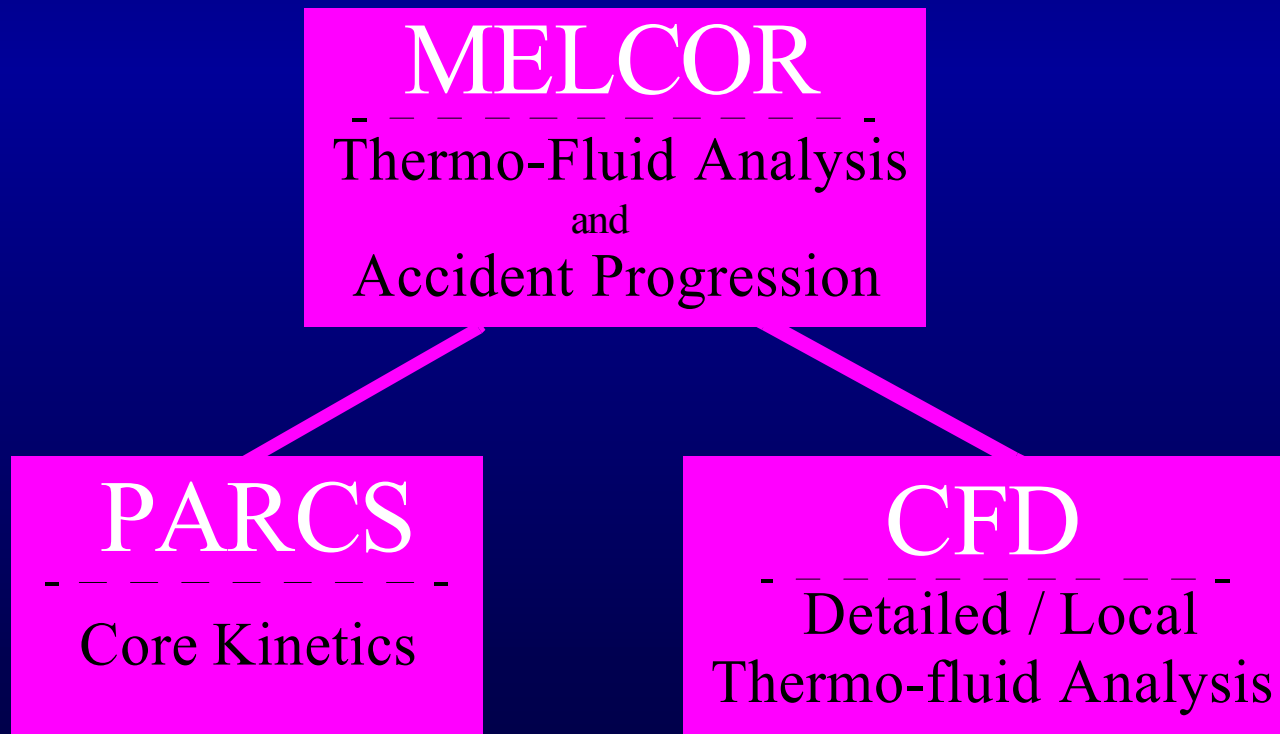 MELCOR
Thermo-Fluid Analysis
and
Accident Progression
PARCS
Core Kinetics
CFD
Detailed / Local
Thermo-fluid Analysis